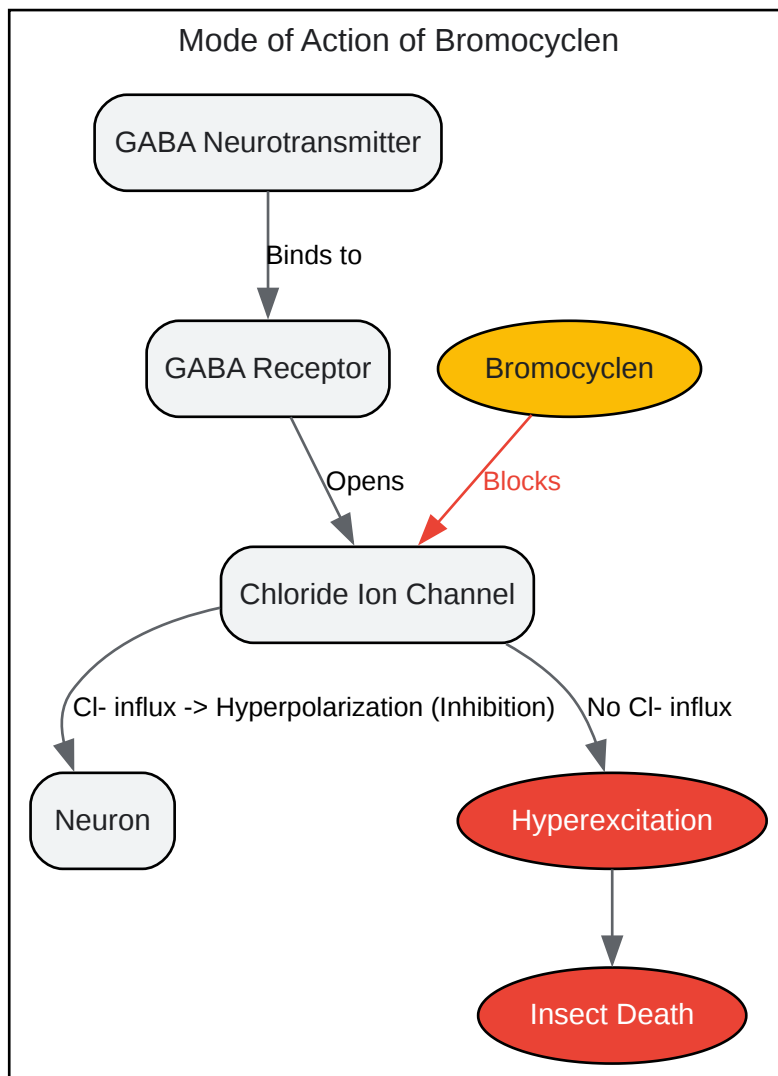 Mode of Action of Bromocyclen
GABA Neurotransmitter
Binds to
GABA Receptor
Bromocyclen
Opens
Blocks
Chloride Ion Channel
Cl- influx -> Hyperpolarization (Inhibition)
No Cl- influx
Neuron
Hyperexcitation
Insect Death